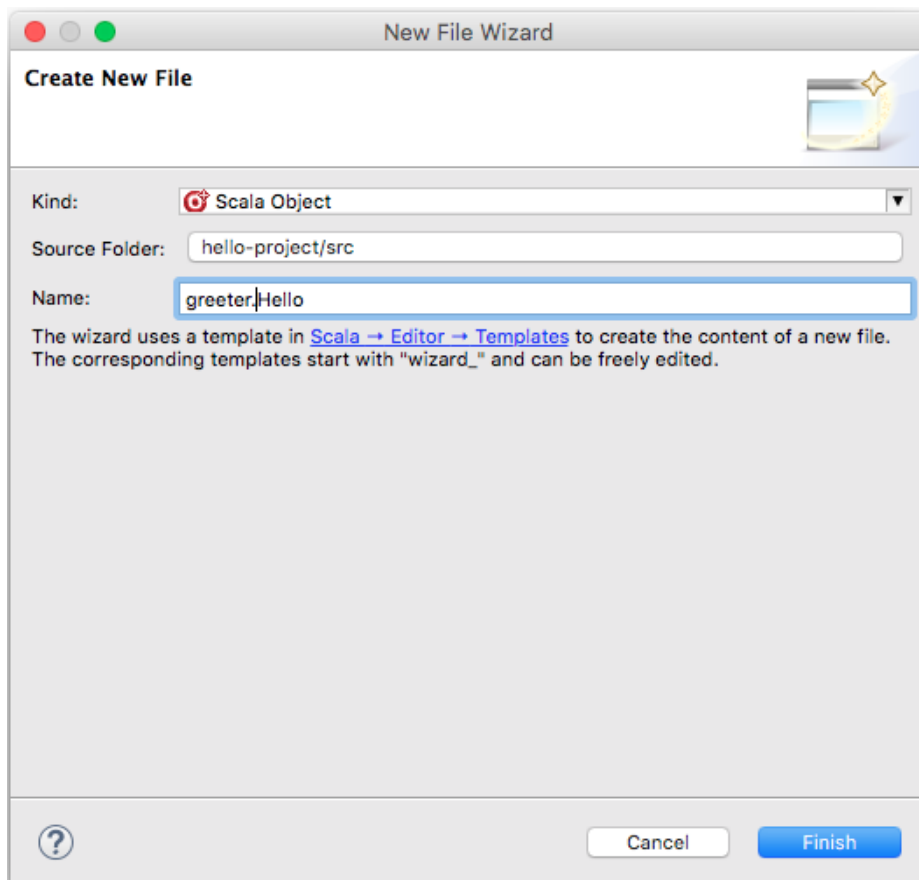 New File Wizard
Create New File
Kind:
Scala Object
Source Folder:
hello-project/src
Name:
greeter.Hello
The wizard uses a template in Scala → Editor → Templates to create the content of a new file.
The corresponding templates start with "wizard_" and can be freely edited.
?
Cancel
Finish